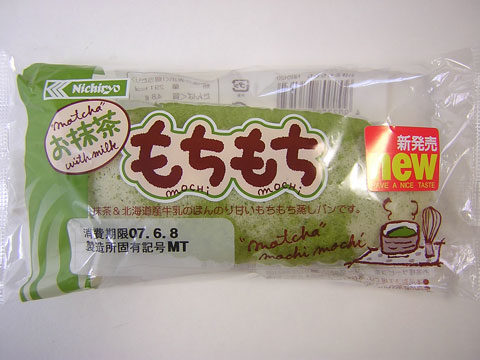 Nichiryo
"matcha"
お抹茶
with milk
もちもち
mochi mochi
新発売
new
HAVE A NICE TASTE
抹茶&北海道産牛乳のほんのり甘いもちもち蒸しパンです。
消費期限07.6.8
製造所固有記号MT
"matcha"
machi mochi